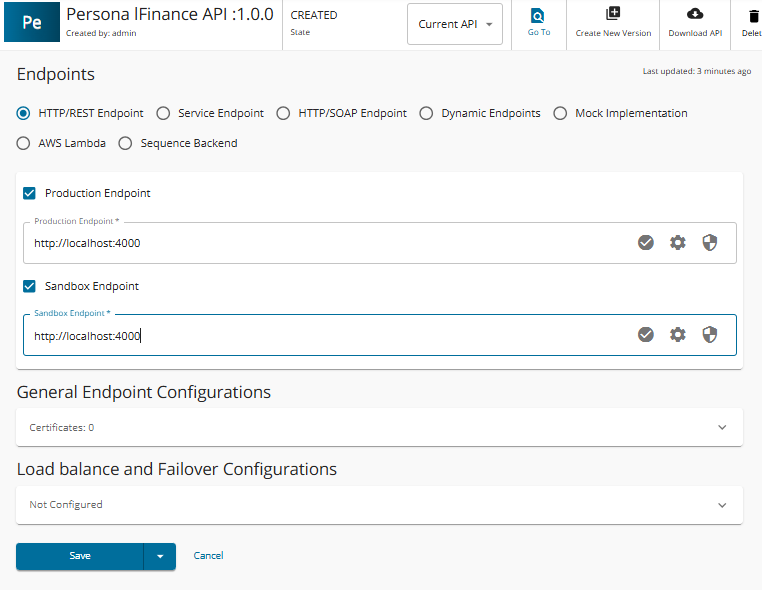 Pe
Persona lFinance API :1.0.0
Created by: admin
CREATED
State
Current API
Go To
Create New Version
Download API
Delet
Endpoints
Last updated: 3 minutes ago
HTTP/REST Endpoint
Service Endpoint
HTTP/SOAP Endpoint
Dynamic Endpoints
Mock Implementation
AWS Lambda
Sequence Backend
Production Endpoint
Production Endpoint *
http://localhost:4000
Sandbox Endpoint
Sandbox Endpoint *
http://localhost:4000
General Endpoint Configurations
Certificates: 0
Load balance and Failover Configurations
Not Configured
Save
Cancel